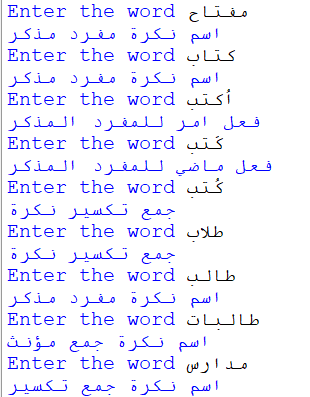 Enter the word مفتاح
اسم نكرة مفرد مذكر
Enter the word كتاب
اسم نكرة مفرد مذكر
Enter the word اُكتب
فعل امر للمفرد المذكر
Enter the word كَتب
فعل ماضي للمفرد المذكر
Enter the word كُتب
جمع تكسير نكرة
Enter the word طلاب
جمع تكسير نكرة
Enter the word طالب
اسم نكرة مفرد مذكر
Enter the word طالبات
اسم نكرة جمع مؤنث
Enter the word مدارس
اسم نكرة جمع تكسير